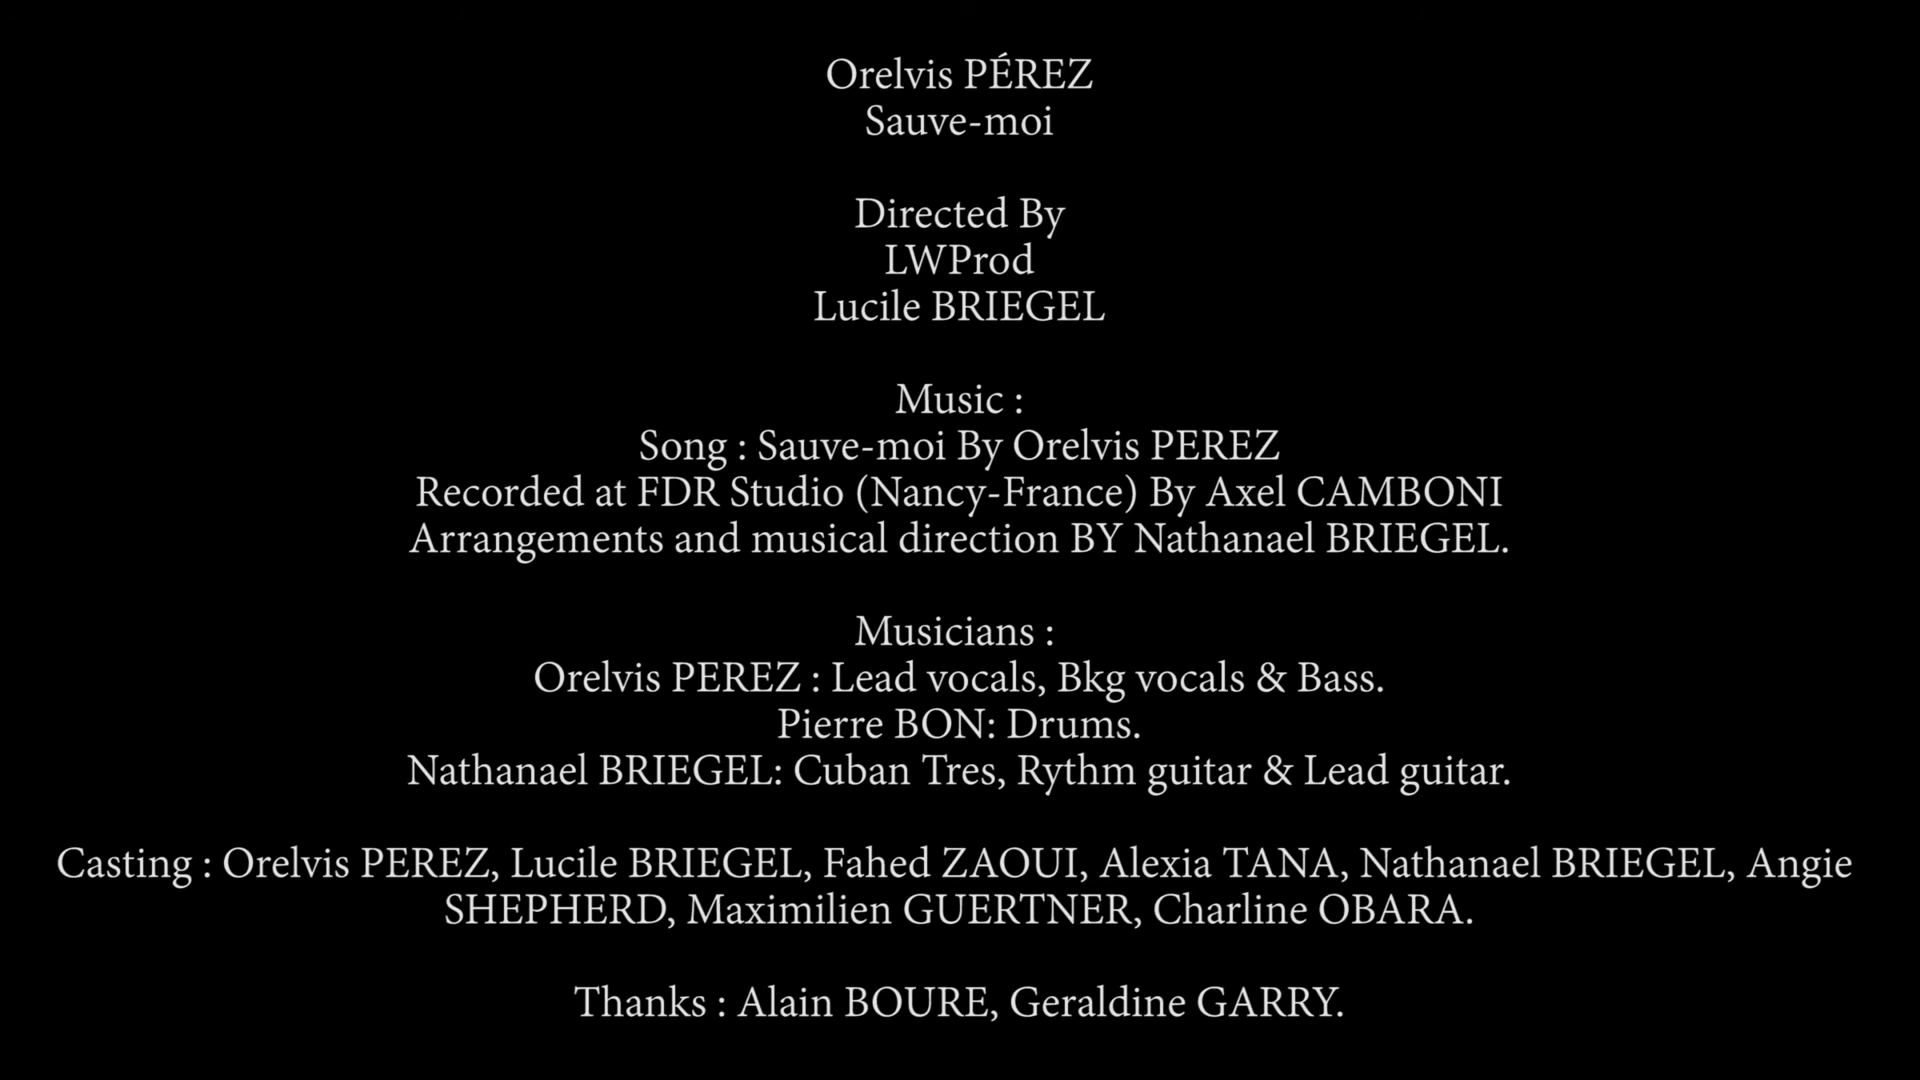 Orelvis PÉREZ
Sauve-moi
Directed By
LWProd
Lucile BRIEGEL
Music :
Song : Sauve-moi By Orelvis PEREZ
Recorded at FDR Studio (Nancy-France) By Axel CAMBONI
Arrangements and musical direction BY Nathanael BRIEGEL.
Musicians :
Orelvis PEREZ : Lead vocals, Bkg vocals & Bass.
Pierre BON: Drums.
Nathanael BRIEGEL: Cuban Tres, Rythm guitar & Lead guitar.
Casting : Orelvis PEREZ, Lucile BRIEGEL, Fahed ZAOUI, Alexia TANA, Nathanael BRIEGEL, Angie
SHEPHERD, Maximilien GUERTNER, Charline OBARA.
Thanks : Alain BOURE, Geraldine GARRY.